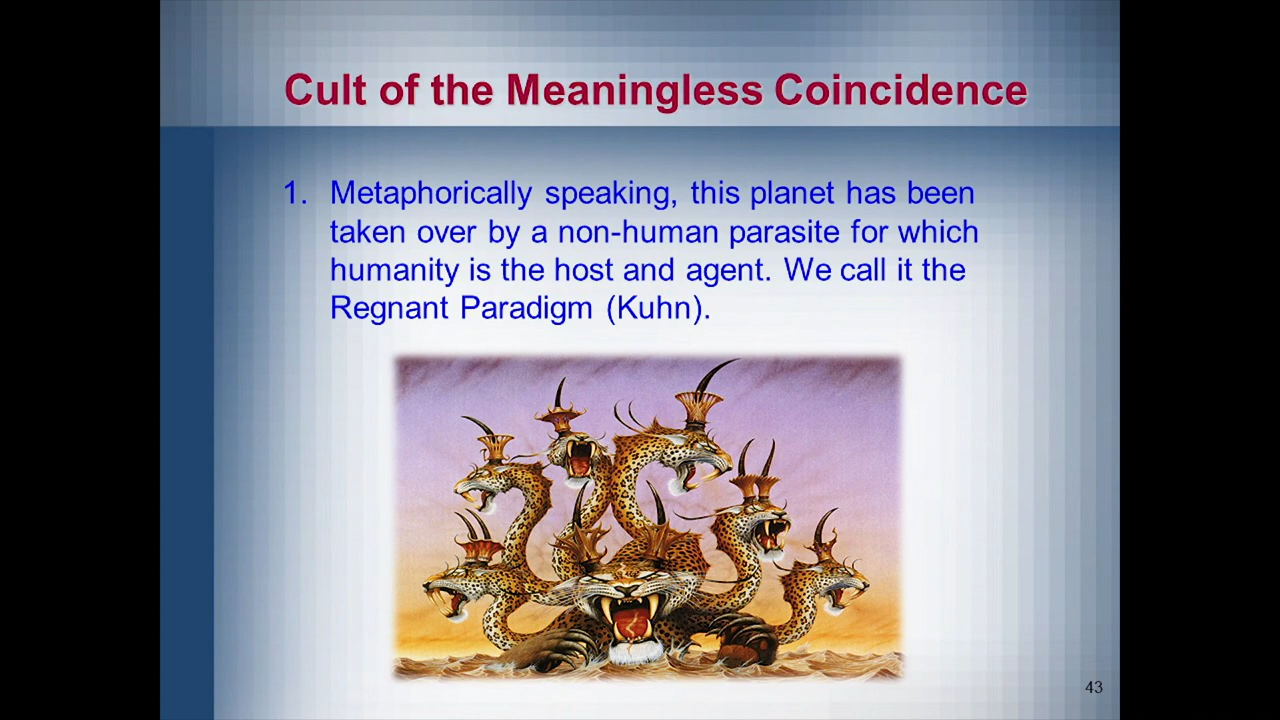 Cult of the Meaningless Coincidence
1. Metaphorically speaking, this planet has been
taken over by a non-human parasite for which
humanity is the host and agent. We call it the
Regnant Paradigm (Kuhn).
43